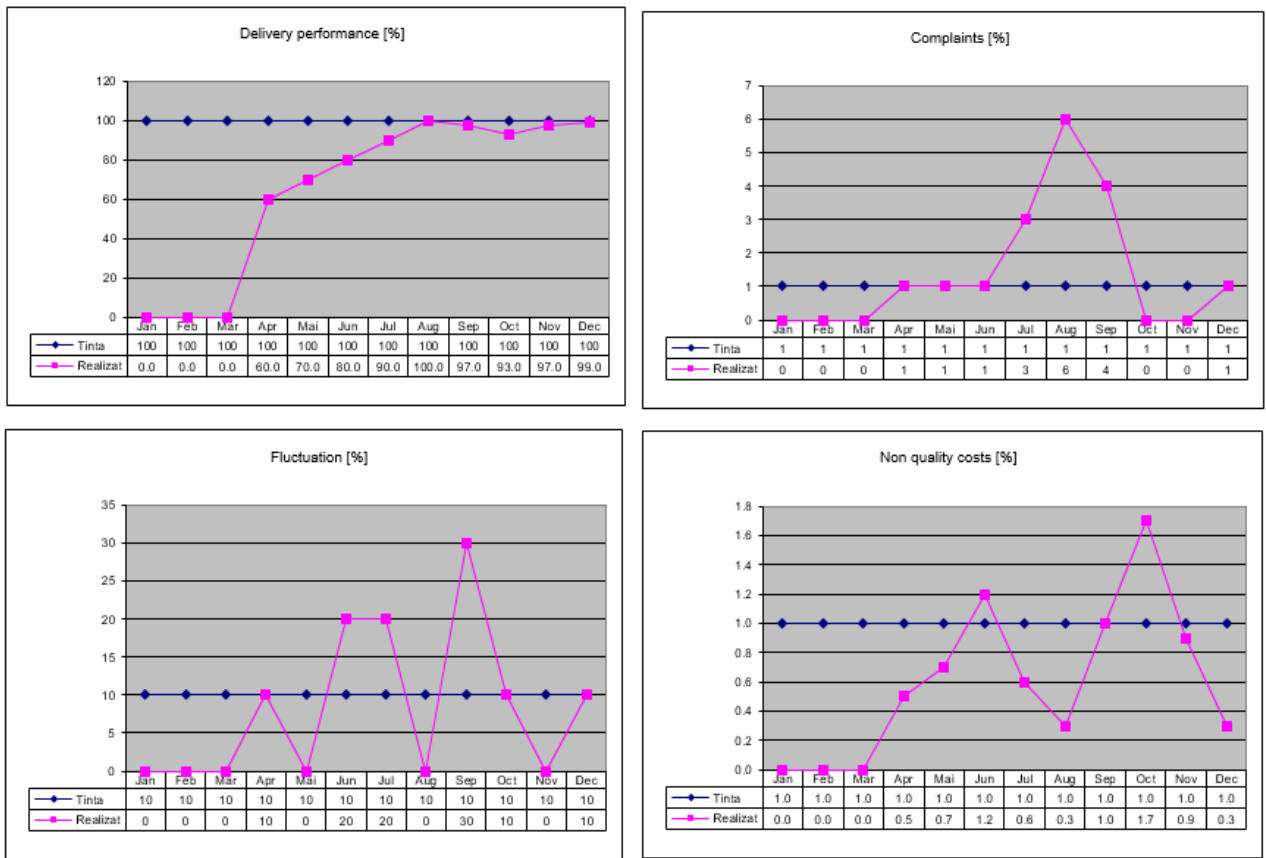 Delivery performance [%]
120
100
80
60
40
20
0
Jan Feb Mar Apr Mai Jun Jul Aug Sep Oct Nov Dec
Tinta 100 100 100 100 100 100 100 100 100 100 100 100
Realizat 0.0 0.0 0.0 60.0 70.0 80.0 90.0 100.0 97.0 93.0 97.0 99.0
Complaints [%]
7
6
5
4
3
2
1
0
Jan Feb Mar Apr Mai Jun Jul Aug Sep Oct Nov Dec
Tinta 1 1 1 1 1 1 1 1 1 1 1 1
Realizat 0 0 0 1 1 1 3 6 4 0 0 1
Fluctuation [%]
35
30
25
20
15
10
5
0
Jan Feb Mar Apr Mai Jun Jul Aug Sep Oct Nov Dec
Tinta 10 10 10 10 10 10 10 10 10 10 10 10
Realizat 0 0 0 10 0 20 20 0 30 10 0 10
Non quality costs [%]
1.8
1.6
1.4
1.2
1.0
0.8
0.6
0.4
0.2
0.0
Jan Feb Mar Apr Mai Jun Jul Aug Sep Oct Nov Dec
Tinta 1.0 1.0 1.0 1.0 1.0 1.0 1.0 1.0 1.0 1.0 1.0 1.0
Realizat 0.0 0.0 0.0 0.5 0.7 1.2 0.6 0.3 1.0 1.7 0.9 0.3